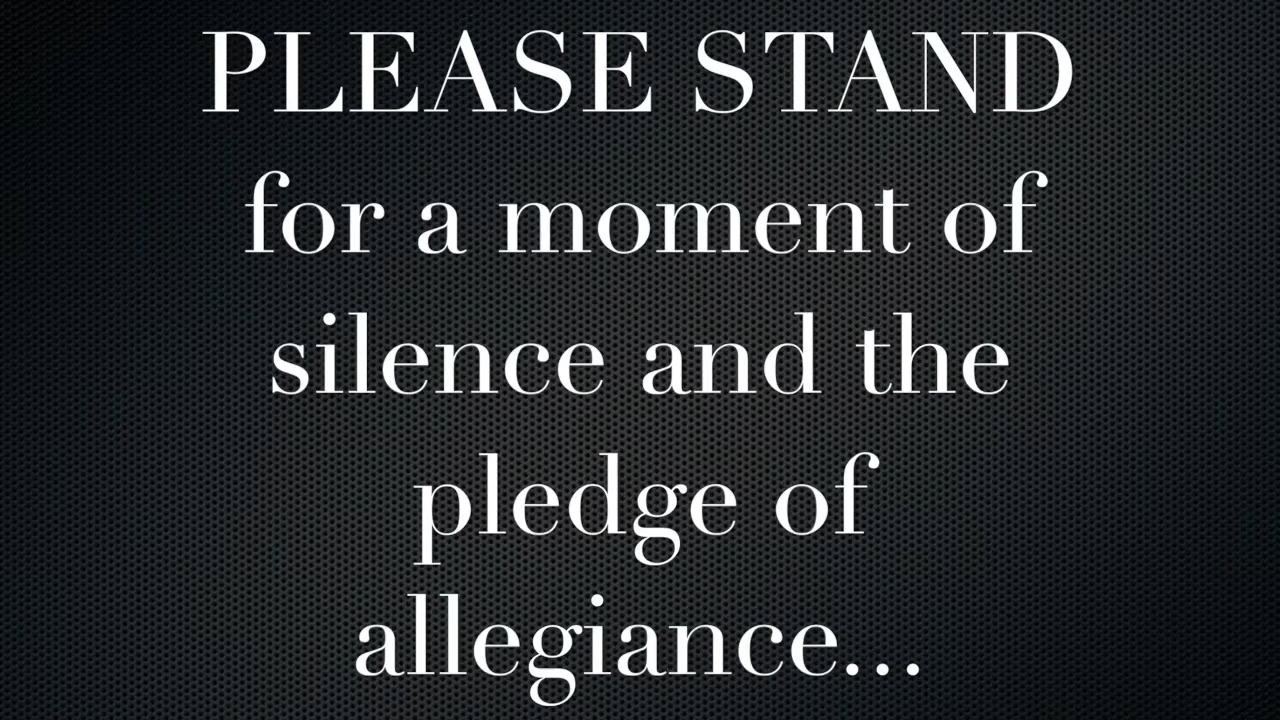 PLEASE STAND
for a moment of
silence and the
pledge of
allegiance...